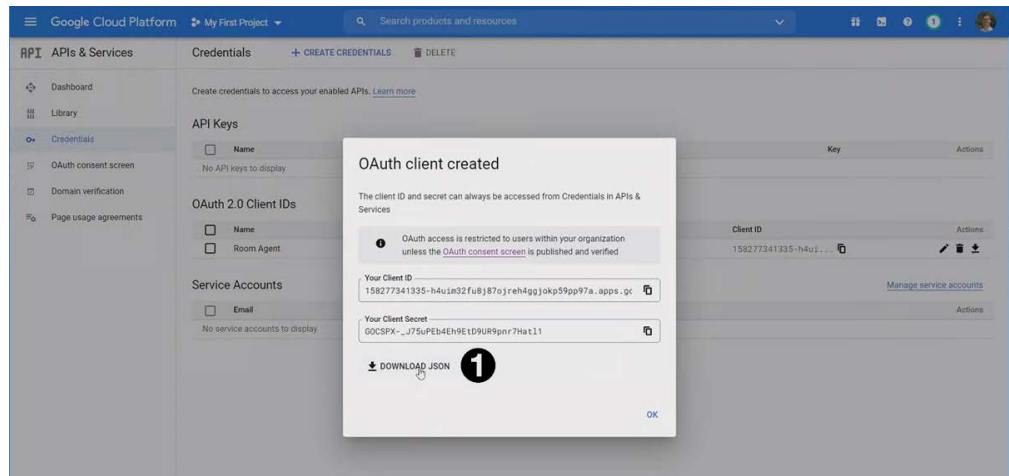 Google Cloud Platform My First Project Search products and resources 1
API APIs & Services Credentials + CREATE CREDENTIALS DELETE
Dashboard
Library
Credentials
OAuth consent screen
Domain verification
Page usage agreements
Create credentials to access your enabled APIs. Learn more
API Keys
Name Key Actions
No API keys to display
OAuth 2.0 Client IDs
Name Client ID Actions
Room Agent 158277341335-h4ui...
Service Accounts Manage service accounts
Email Actions
No service accounts to display
OAuth client created
The client ID and secret can always be accessed from Credentials in APIs &
Services
OAuth access is restricted to users within your organization
unless the OAuth consent screen is published and verified
Your Client ID
158277341335-h4uim32fu8j87ojreh4ggjokp59pp97a.apps.gc
Your Client Secret
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
DOWNLOAD JSON 1
OK